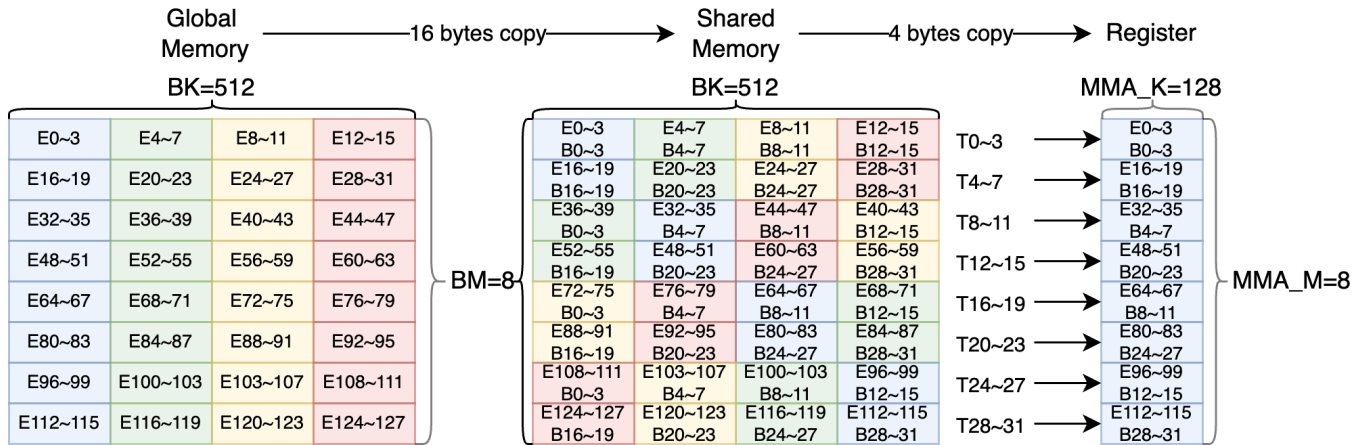 Global
Memory
16 bytes copy
Shared
Memory
4 bytes copy
Register
BK=512
BK=512
MMA_K=128
E0~3 E4~7 E8~11 E12~15
E16~19 E20~23 E24~27 E28~31
E32~35 E36~39 E40~43 E44~47
E48~51 E52~55 E56~59 E60~63
E64~67 E68~71 E72~75 E76~79
E80~83 E84~87 E88~91 E92~95
E96~99 E100~103 E103~107 E108~111
E112~115 E116~119 E120~123 E124~127
BM=8
E0~3 E4~7 E8~11 E12~15
B0~3 B4~7 B8~11 B12~15
E16~19 E20~23 E24~27 E28~31
B16~19 B20~23 B24~27 B28~31
E36~39 E32~35 E44~47 E40~43
B0~3 B4~7 B8~11 B12~15
E52~55 E48~51 E60~63 E56~59
B16~19 B20~23 B24~27 B28~31
E72~75 E76~79 E64~67 E68~71
B0~3 B4~7 B8~11 B12~15
E88~91 E92~95 E80~83 E84~87
B16~19 B20~23 B24~27 B28~31
E108~111 E103~107 E100~103 E96~99
B0~3 B4~7 B8~11 B12~15
E124~127 E120~123 E116~119 E112~115
B16~19 B20~23 B24~27 B28~31
T0~3
T4~7
T8~11
T12~15
T16~19
T20~23
T24~27
T28~31
E0~3
B0~3
E16~19
B16~19
E32~35
B4~7
E48~51
B20~23
E64~67
B8~11
E80~83
B24~27
E96~99
B12~15
E112~115
B28~31
MMA_M=8